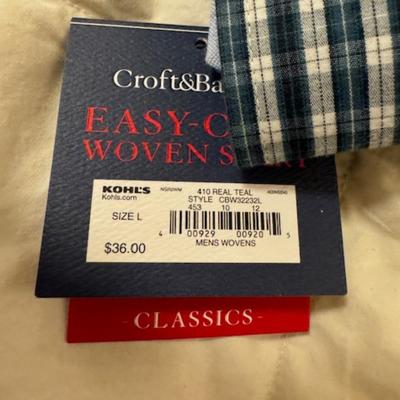 Croft&Ba
EASY-C
WOVEN S
KOHL'S
Kohls.com
410 REAL TEAL
STYLE CBW32232L
453 10 12
SIZE L
$36.00
4 00929 00920 5
MENS WOVENS
- CLASSICS -